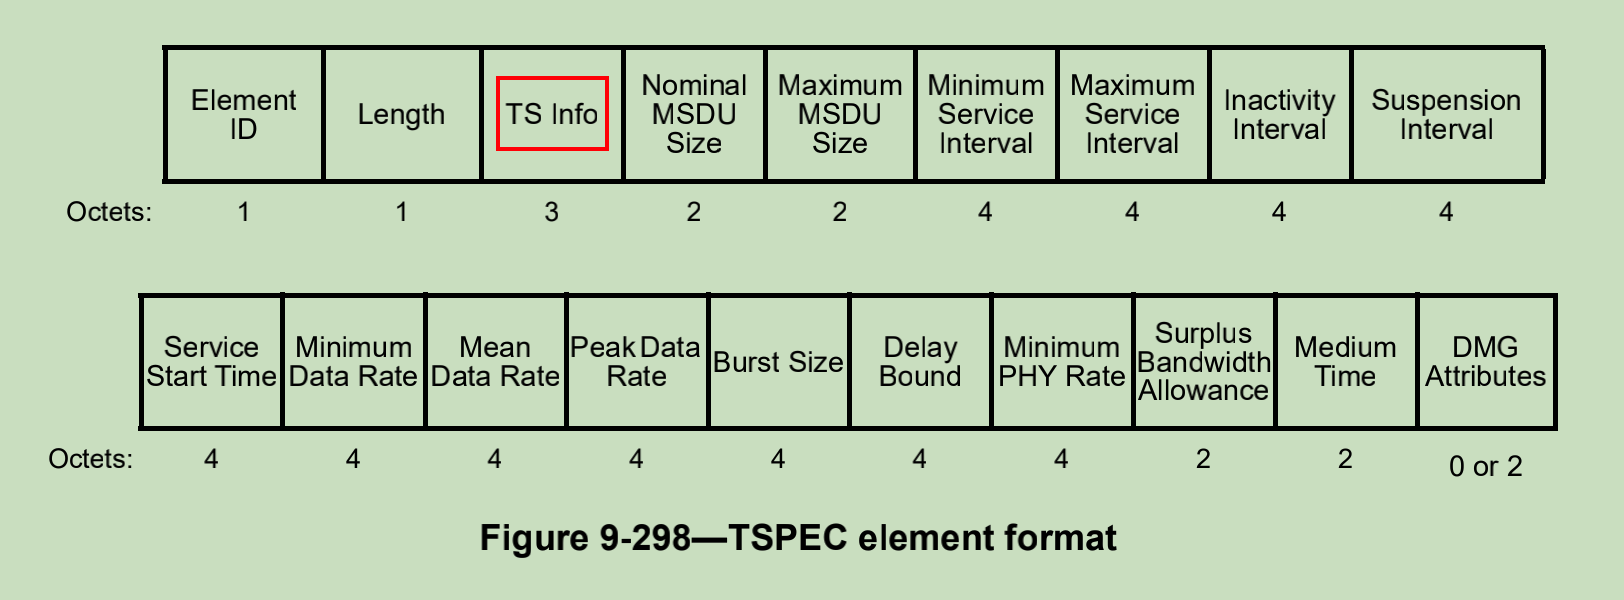 Element ID
Length
TS Info
Nominal MSDU Size
Maximum MSDU Size
Minimum Service Interval
Maximum Service Interval
Inactivity Interval
Suspension Interval
Octets: 1 1 3 2 2 4 4 4 4
Service Start Time
Minimum Data Rate
Mean Data Rate
Peak Data Rate
Burst Size
Delay Bound
Minimum PHY Rate
Surplus Bandwidth Allowance
Medium Time
DMG Attributes
Octets: 4 4 4 4 4 4 4 2 2 0 or 2
Figure 9-298—TSPEC element format